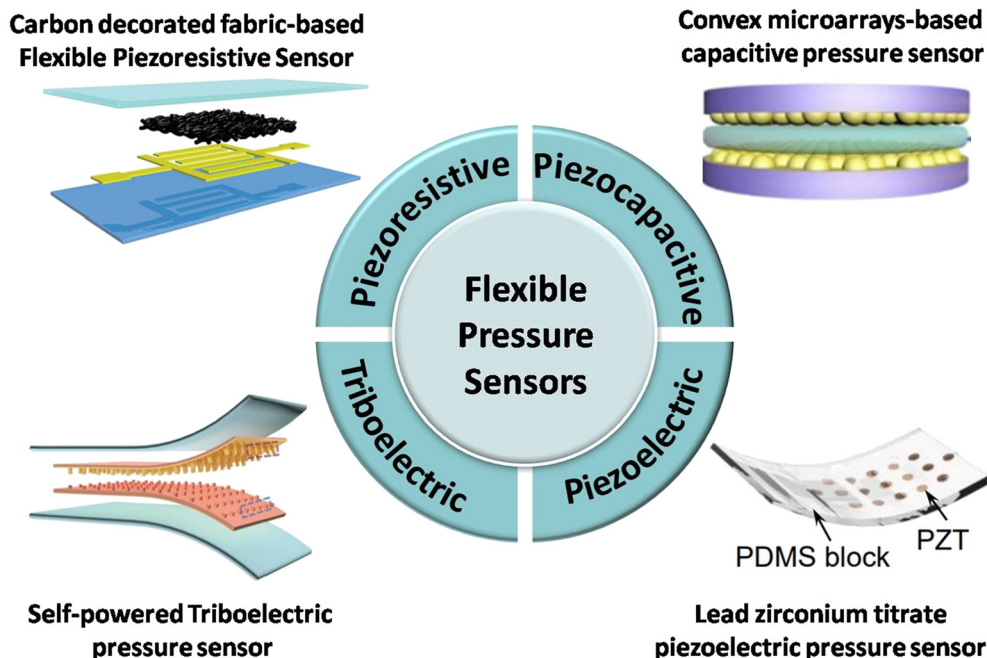 Carbon decorated fabric-based
Flexible Piezoresistive Sensor
Convex microarrays-based
capacitive pressure sensor
Piezoresistive
Piezocapacitive
Flexible
Pressure
Sensors
Triboelectric
Piezoelectric
PDMS block
PZT
Self-powered Triboelectric
pressure sensor
Lead zirconium titrate
piezoelectric pressure sensor